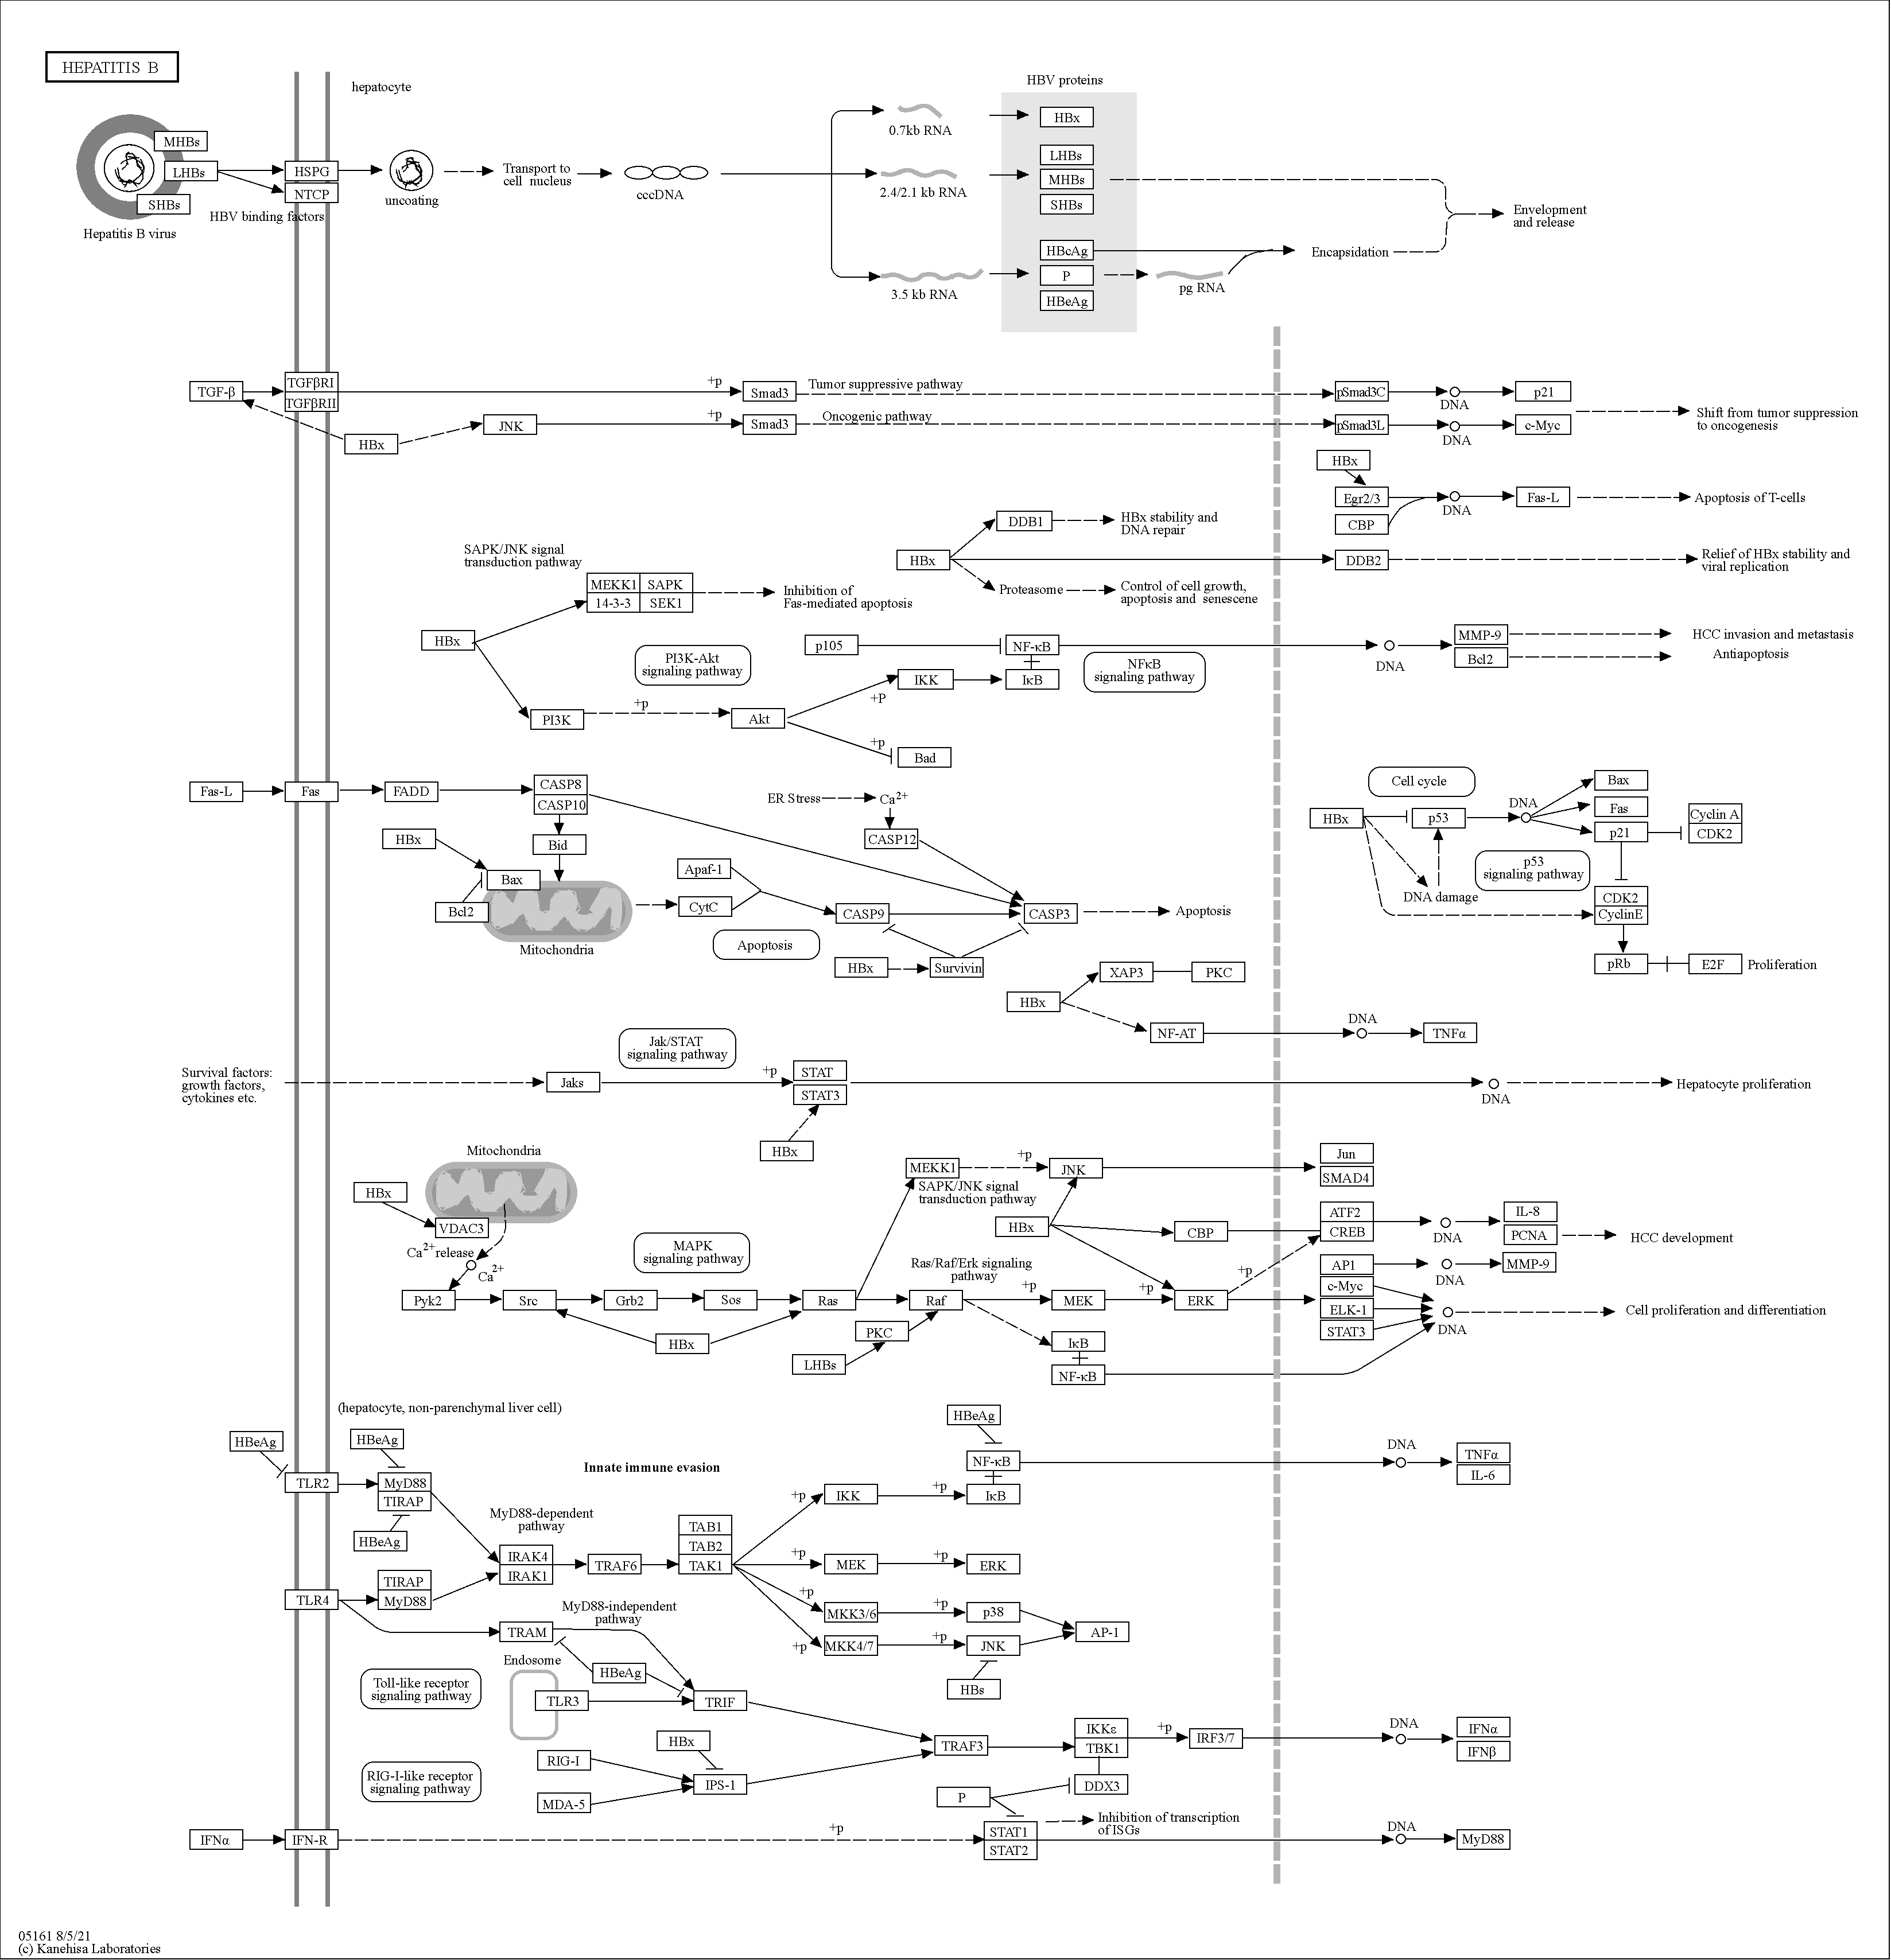 HEPATITIS B
hepatocyte
HBV proteins
MHBs
LHBs
SHBs
Hepatitis B virus
HSPG
NTCP
HBV binding factors
uncoating
Transport to
cell nucleus
cccDNA
0.7kb RNA
2.4/2.1 kb RNA
3.5 kb RNA
HBx
LHBs
MHBs
SHBs
HBcAg
P
HBeAg
pg RNA
Encapsidation
Envelopment
and release
TGF-β
TGFβRI
TGFβRII
+p
Smad3
Tumor suppressive pathway
pSmad3C
DNA
p21
HBx
JNK
+p
Smad3
Oncogenic pathway
pSmad3L
DNA
c-Myc
Shift from tumor suppression
to oncogenesis
HBx
Egr2/3
CBP
DNA
Fas-L
Apoptosis of T-cells
HBx
DDB1
HBx stability and
DNA repair
DDB2
Relief of HBx stability and
viral replication
Proteasome
Control of cell growth,
apoptosis and senescene
SAPK/JNK signal
transduction pathway
MEKK1
SAPK
14-3-3
SEK1
Inhibition of
Fas-mediated apoptosis
HBx
PI3K-Akt
signaling pathway
p105
NF-κB
IKK
IκB
NFκB
signaling pathway
DNA
MMP-9
Bcl2
HCC invasion and metastasis
Antiapoptosis
PI3K
+p
Akt
+P
+p
Bad
Fas-L
Fas
FADD
CASP8
CASP10
Bid
HBx
Bax
Bcl2
Mitochondria
ER Stress
Ca2+
CASP12
Apaf-1
CytC
CASP9
CASP3
Apoptosis
Apoptosis
HBx
Survivin
Cell cycle
HBx
p53
DNA
Bax
Fas
p21
Cyclin A
CDK2
p53
signaling pathway
DNA damage
CDK2
CyclinE
pRb
E2F
Proliferation
HBx
XAP3
PKC
NF-AT
DNA
TNFα
Jak/STAT
signaling pathway
Survival factors:
growth factors,
cytokines etc.
Jaks
+p
STAT
STAT3
HBx
DNA
Hepatocyte proliferation
Mitochondria
HBx
VDAC3
Ca2+ release
Ca2+
MAPK
signaling pathway
MEKK1
+p
JNK
SAPK/JNK signal
transduction pathway
HBx
CBP
Jun
SMAD4
ATF2
CREB
DNA
IL-8
PCNA
HCC development
Pyk2
Src
Grb2
Sos
Ras
Raf
Ras/Raf/Erk signaling
pathway
+p
MEK
+p
ERK
+p
AP1
c-Myc
ELK-1
STAT3
DNA
MMP-9
DNA
Cell proliferation and differentiation
HBx
PKC
LHBs
IκB
NF-κB
(hepatocyte, non-parenchymal liver cell)
HBeAg
HBeAg
TLR2
MyD88
TIRAP
HBeAg
Innate immune evasion
MyD88-dependent
pathway
IRAK4
IRAK1
TRAF6
TAB1
TAB2
TAK1
HBeAg
NF-κB
+p
IKK
+p
IκB
DNA
TNFα
IL-6
+p
MEK
+p
ERK
TLR4
TIRAP
MyD88
+p
MKK3/6
+p
p38
AP-1
+p
MKK4/7
+p
JNK
HBs
MyD88-independent
pathway
TRAM
Endosome
HBeAg
TLR3
TRIF
Toll-like receptor
signaling pathway
RIG-I
HBx
IPS-1
MDA-5
RIG-I-like receptor
signaling pathway
TRAF3
IKKε
TBK1
DDX3
+p
IRF3/7
DNA
IFNα
IFNβ
P
Inhibition of transcription
of ISGs
IFNα
IFN-R
+p
STAT1
STAT2
DNA
MyD88
05161 8/5/21
(c) Kanehisa Laboratories